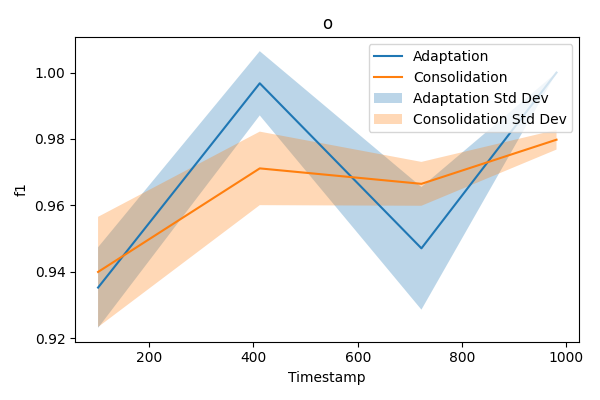 o
Adaptation
Consolidation
Adaptation Std Dev
Consolidation Std Dev
1.00
0.98
0.96
0.94
0.92
f1
200
400
600
800
1000
Timestamp